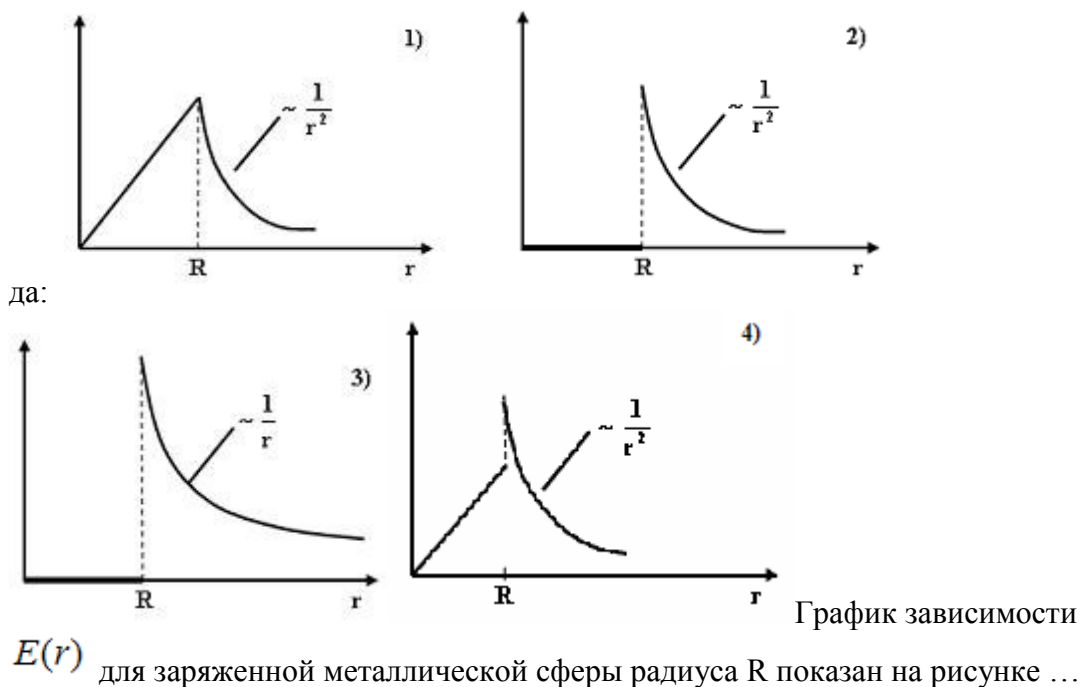 1)
~ 1/r²
R r
2)
~ 1/r²
R r
да:
3)
~ 1/r
R r
4)
~ 1/r²
R r
График зависимости
E(r) для заряженной металлической сферы радиуса R показан на рисунке …